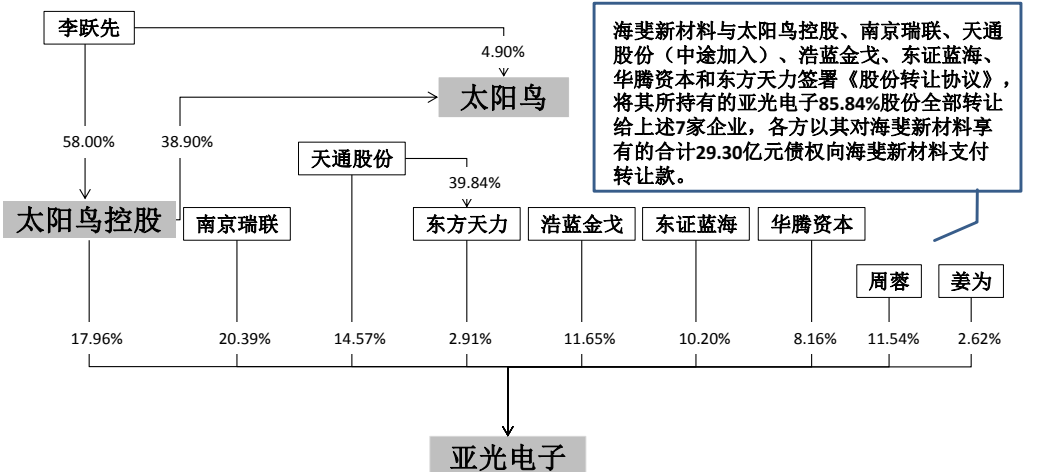 李跃先
4.90%
太阳鸟
海斐新材料与太阳鸟控股、南京瑞联、天通
股份（中途加入）、浩蓝金戈、东证蓝海、
华腾资本和东方天力签署《股份转让协议》，
将其所持有的亚光电子85.84%股份全部转让
给上述7家企业，各方以其对海斐新材料享
有的合计29.30亿元债权向海斐新材料支付
转让款。
58.00%
38.90%
天通股份
39.84%
太阳鸟控股
南京瑞联
东方天力
浩蓝金戈
东证蓝海
华腾资本
周蓉
姜为
17.96%
20.39%
14.57%
2.91%
11.65%
10.20%
8.16%
11.54%
2.62%
亚光电子